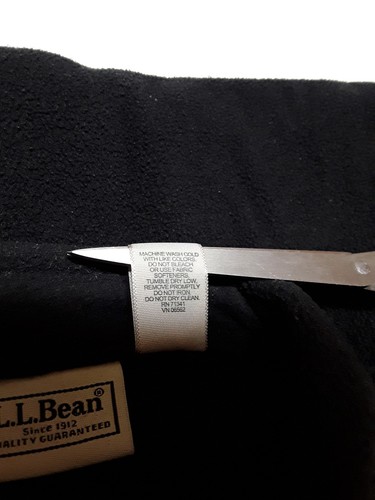 MACHINE WASH COLD
WITH LIKE COLORS.
DO NOT BLEACH
OR USE FABRIC
SOFTENERS.
TUMBLE DRY LOW.
REMOVE PROMPTLY
DO NOT IRON.
DO NOT DRY CLEAN.
RN 71341
VN 06562
L.L.Bean®
Since 1912
ALITY GUARANTEED